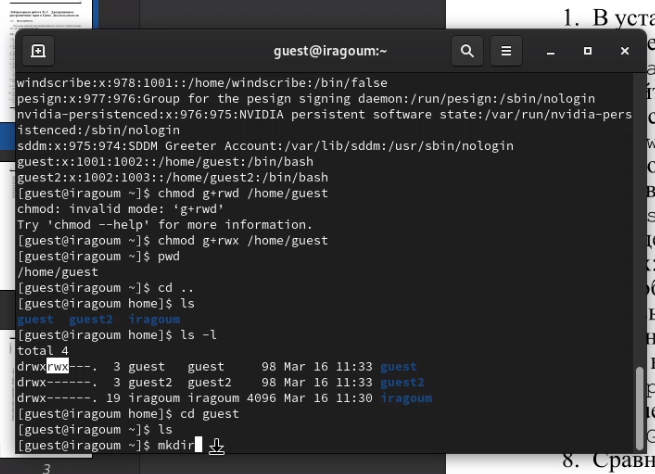 1. В уста
guest@iragoum:~
windscribe:x:978:1001::/home/windscribe:/bin/false
pesign:x:977:976:Group for the pesign signing daemon:/run/pesign:/sbin/nologin
nvidia-persistenced:x:976:975:NVIDIA persistent software state:/var/run/nvidia-pers
istenced:/sbin/nologin
sddm:x:975:974:SDDM Greeter Account:/var/lib/sddm:/usr/sbin/nologin
guest:x:1001:1002::/home/guest:/bin/bash
guest2:x:1002:1003::/home/guest2:/bin/bash
[guest@iragoum ~]$ chmod g+rwd /home/guest
chmod: invalid mode: ‘g+rwd’
Try 'chmod --help' for more information.
[guest@iragoum ~]$ chmod g+rwx /home/guest
[guest@iragoum ~]$ pwd
/home/guest
[guest@iragoum ~]$ cd ..
[guest@iragoum home]$ ls
guest guest2 iragoum
[guest@iragoum home]$ ls -l
total 4
drwxrwx---. 3 guest guest 98 Mar 16 11:33 guest
drwx------. 3 guest2 guest2 98 Mar 16 11:33 guest2
drwx------. 19 iragoum iragoum 4096 Mar 16 11:30 iragoum
[guest@iragoum home]$ cd guest
[guest@iragoum ~]$ ls
[guest@iragoum ~]$ mkdir
3
8. Сравн